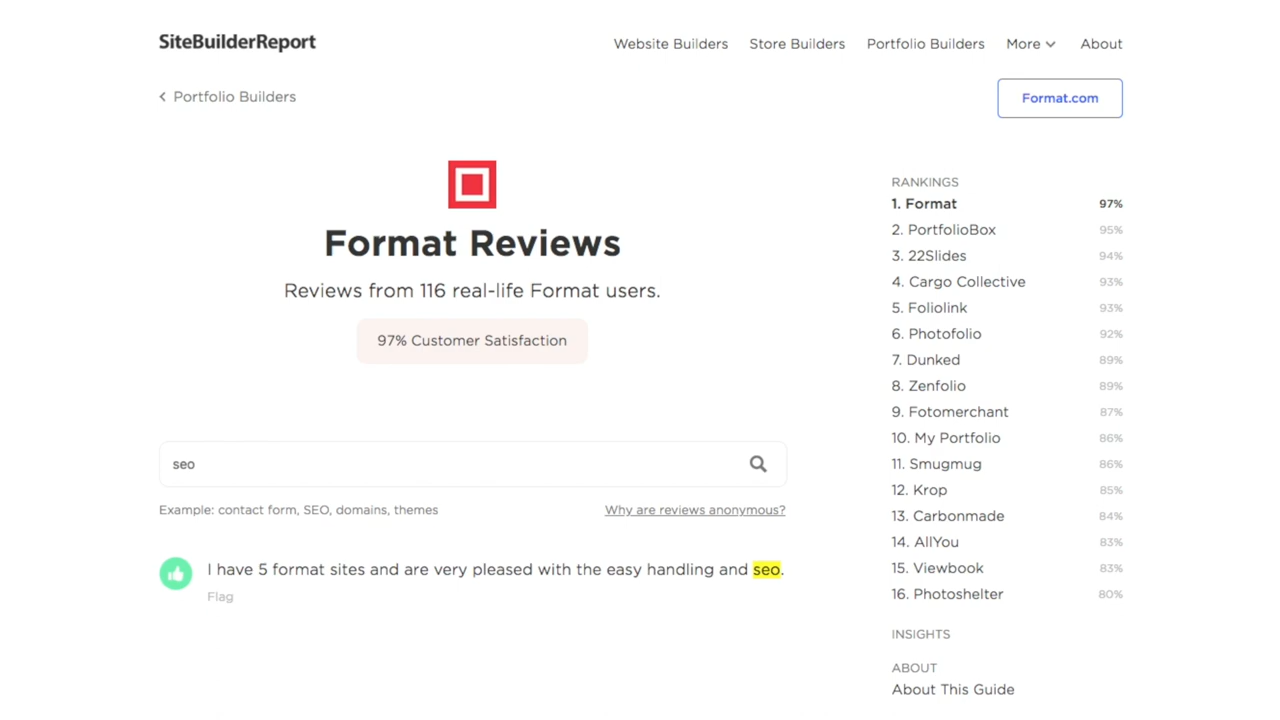 SiteBuilderReport
Website Builders Store Builders Portfolio Builders More About
Portfolio Builders
Format.com
Format Reviews
Reviews from 116 real-life Format users.
97% Customer Satisfaction
seo
Example: contact form, SEO, domains, themes
Why are reviews anonymous?
I have 5 format sites and are very pleased with the easy handling and seo.
Flag
RANKINGS
1. Format 97%
2. PortfolioBox 95%
3. 22Slides 94%
4. Cargo Collective 93%
5. Foliolink 93%
6. Photofolio 92%
7. Dunked 89%
8. Zenfolio 89%
9. Fotomerchant 87%
10. My Portfolio 86%
11. Smugmug 86%
12. Krop 85%
13. Carbonmade 84%
14. AllYou 83%
15. Viewbook 83%
16. Photoshelter 80%
INSIGHTS
ABOUT
About This Guide